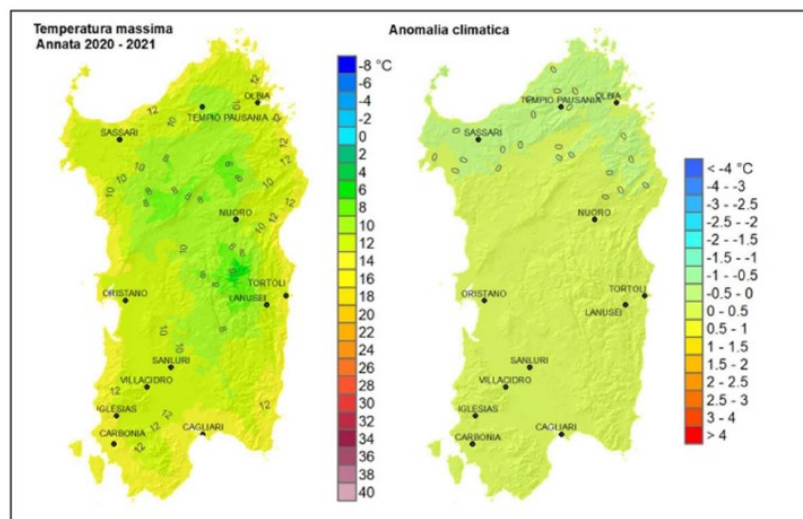 Temperatura massima
Annata 2020 - 2021
OLBIA
TEMPIO PAUSANIA
SASSARI
NUORO
ORISTANO
TORTOLI
LANUSEI
SANLURI
VILLACIDRO
IGLESIAS
CARBONIA
CAGLIARI
-8 °C
-6
-4
-2
0
2
4
6
8
10
12
14
16
18
20
22
24
26
28
30
32
34
36
38
40
Anomalia climatica
OLBIA
TEMPIO PAUSANIA
SASSARI
NUORO
ORISTANO
TORTOLI
LANUSEI
SANLURI
VILLACIDRO
IGLESIAS
CARBONIA
CAGLIARI
< -4 °C
-4 - -3
-3 - -2.5
-2.5 - -2
-2 - -1.5
-1.5 - -1
-1 - -0.5
-0.5 - 0
0 - 0.5
0.5 - 1
1 - 1.5
1.5 - 2
2 - 2.5
2.5 - 3
3 - 4
> 4